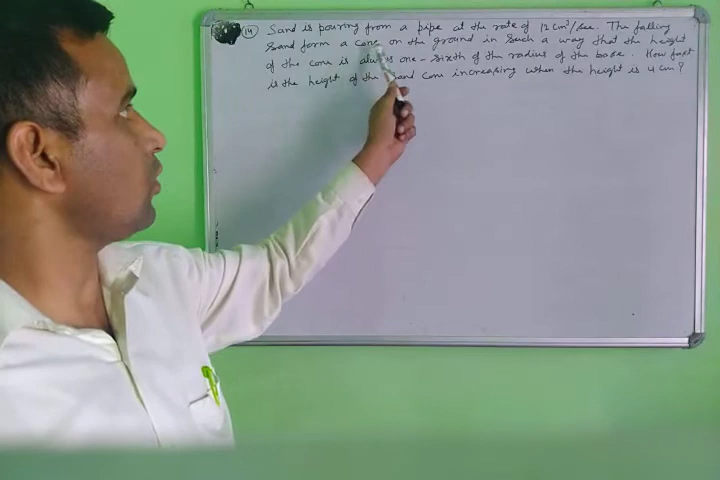 (14) Sand is pouring from a pipe at the rate of 12 cm³/sec. The falling
Sand form a cone on the ground in such a way that the height
of the cone is always one-sixth of the radius of the base. How fast
is the height of the sand cone increasing when the height is 4 cm?